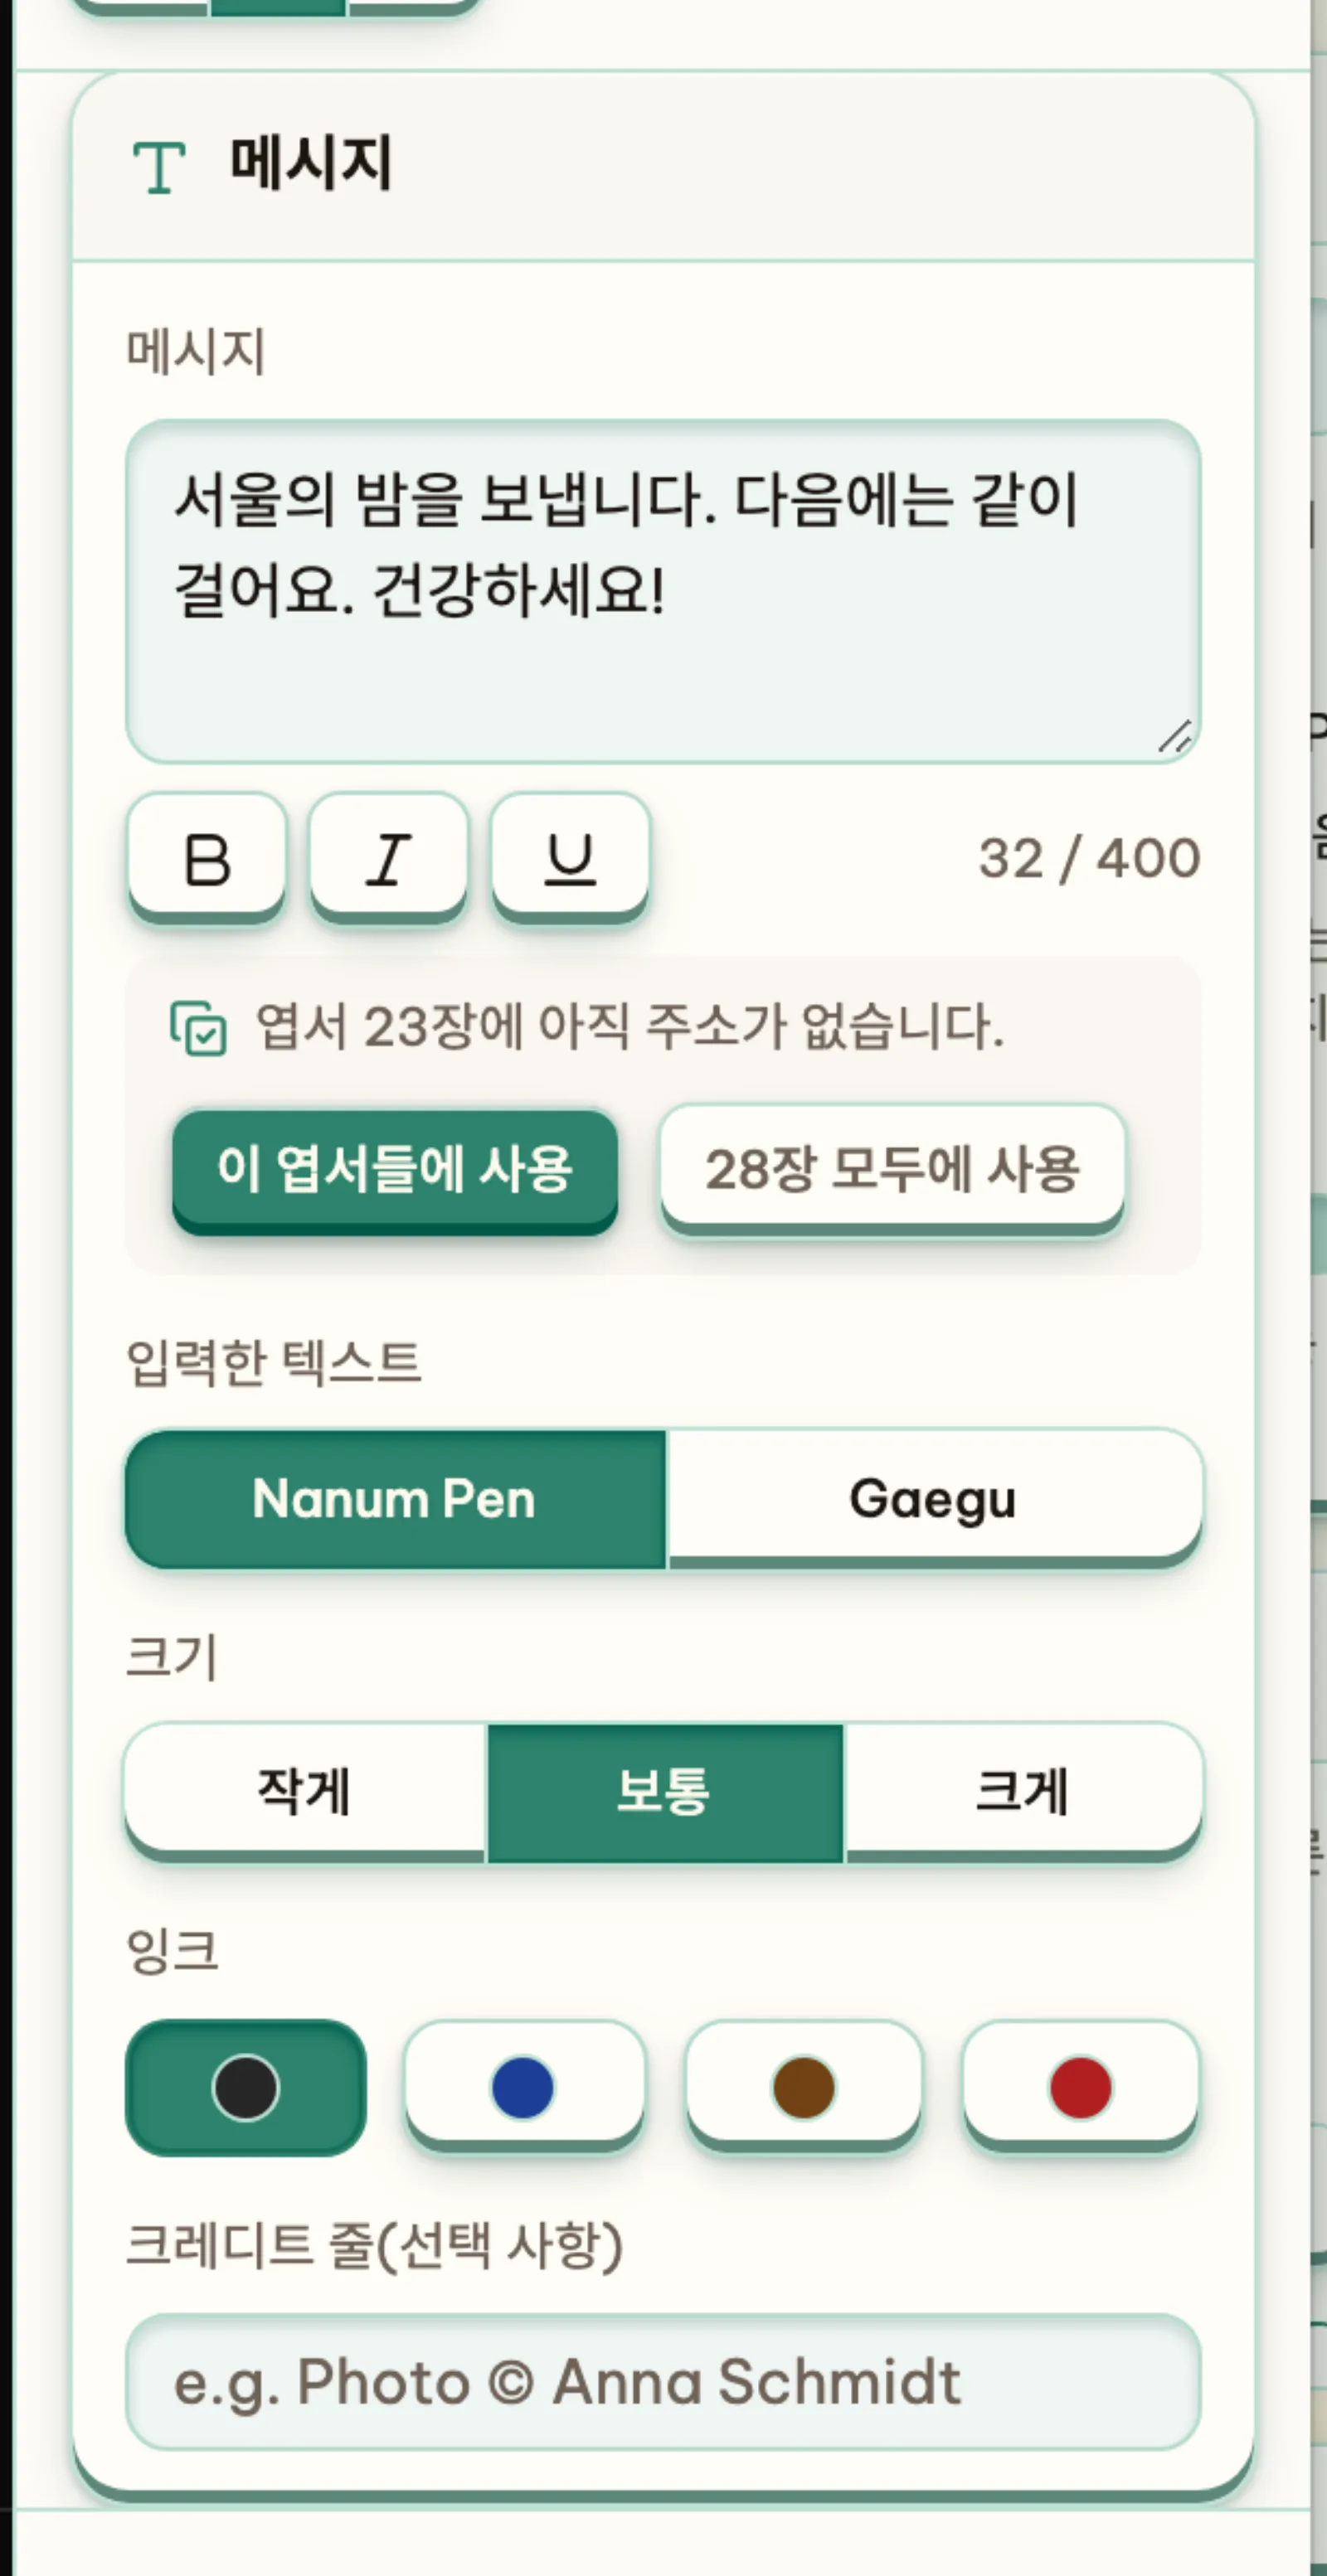 메시지
메시지
서울의 밤을 보냅니다. 다음에는 같이
걸어요. 건강하세요!
B I U 32 / 400
엽서 23장에 아직 주소가 없습니다.
이 엽서들에 사용 28장 모두에 사용
입력한 텍스트
Nanum Pen Gaegu
크기
작게 보통 크게
잉크
크레디트 줄(선택 사항)
e.g. Photo © Anna Schmidt